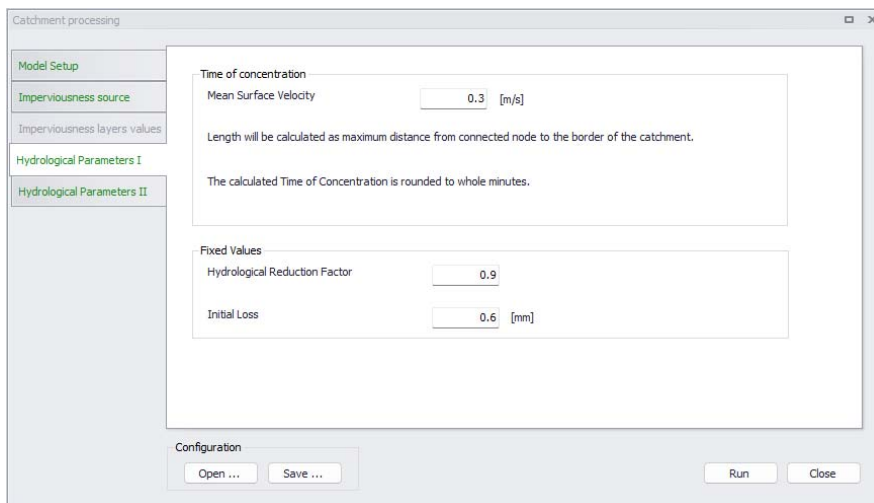 Catchment processing
Model Setup
Imperviousness source
Imperviousness layers values
Hydrological Parameters I
Hydrological Parameters II
Time of concentration
Mean Surface Velocity 0.3 [m/s]
Length will be calculated as maximum distance from connected node to the border of the catchment.
The calculated Time of Concentration is rounded to whole minutes.
Fixed Values
Hydrological Reduction Factor 0.9
Initial Loss 0.6 [mm]
Configuration
Open ... Save ... Run Close